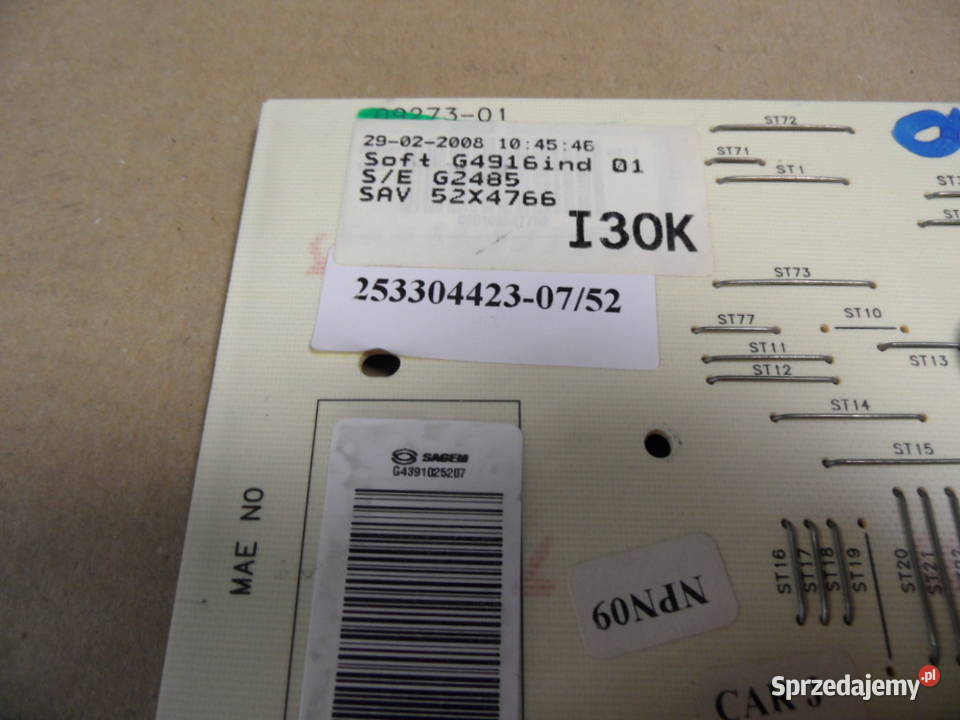 09273-01
29-02-2008 10:45:46
Soft G4916ind 01
S/E G2485
SAV 52X4766
I30K
253304423-07/52
SAGEM
G4391025207
MAE NO
NPN09
CAR
ST72
ST71
ST1
ST73
ST77
ST10
ST11
ST13
ST12
ST14
ST15
ST16
ST17
ST18
ST19
ST20
ST21
Sprzedajemy.pl